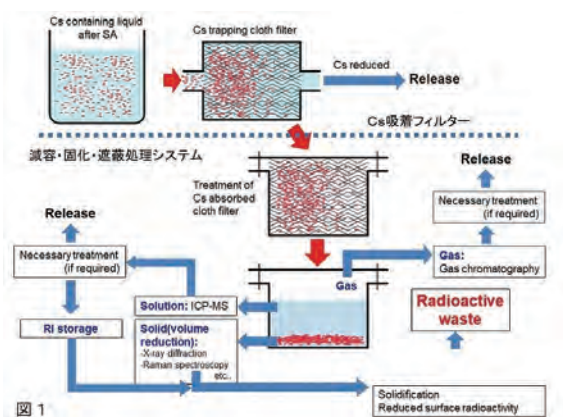 Cs containing liquid
after SA
Cs trapping cloth filter
Cs reduced
Release
Cs吸着フィルター
減容・固化・遮蔽処理システム
Treatment of
Cs absorbed
cloth filter
Release
Necessary treatment
(if required)
Release
Necessary treatment
(if required)
Gas
Gas:
Gas chromatography
Solution: ICP-MS
Radioactive
waste
RI storage
Solid(volume
reduction):
-X-ray diffraction
-Raman spectroscopy
etc..
Solidification
Reduced surface radioactivity
図 1